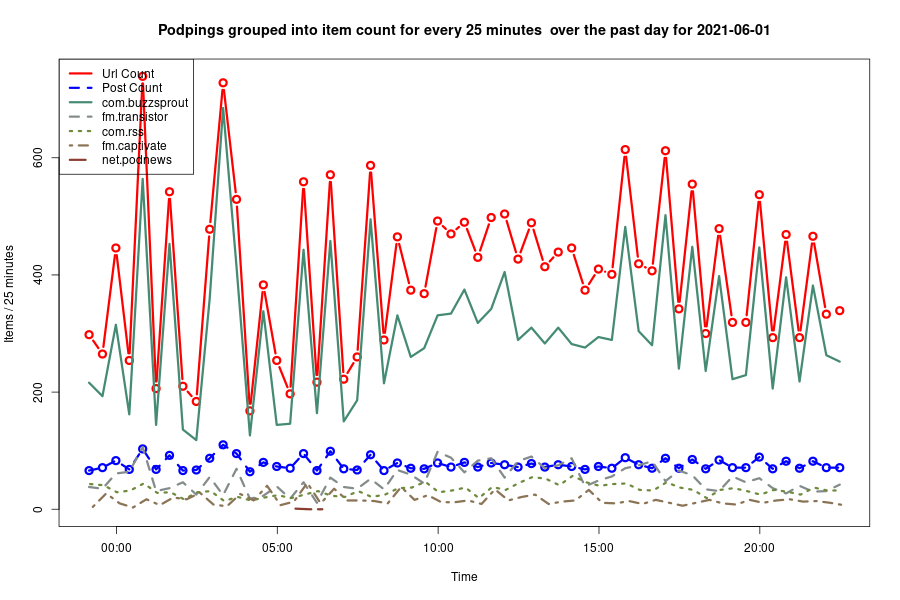 Podpings grouped into item count for every 25 minutes  over the past day for 2021-06-01
Url Count
Post Count
com.buzzsprout
fm.transistor
com.rss
fm.captivate
net.podnews
600
400
200
0
Items / 25 minutes
00:00
05:00
10:00
15:00
20:00
Time